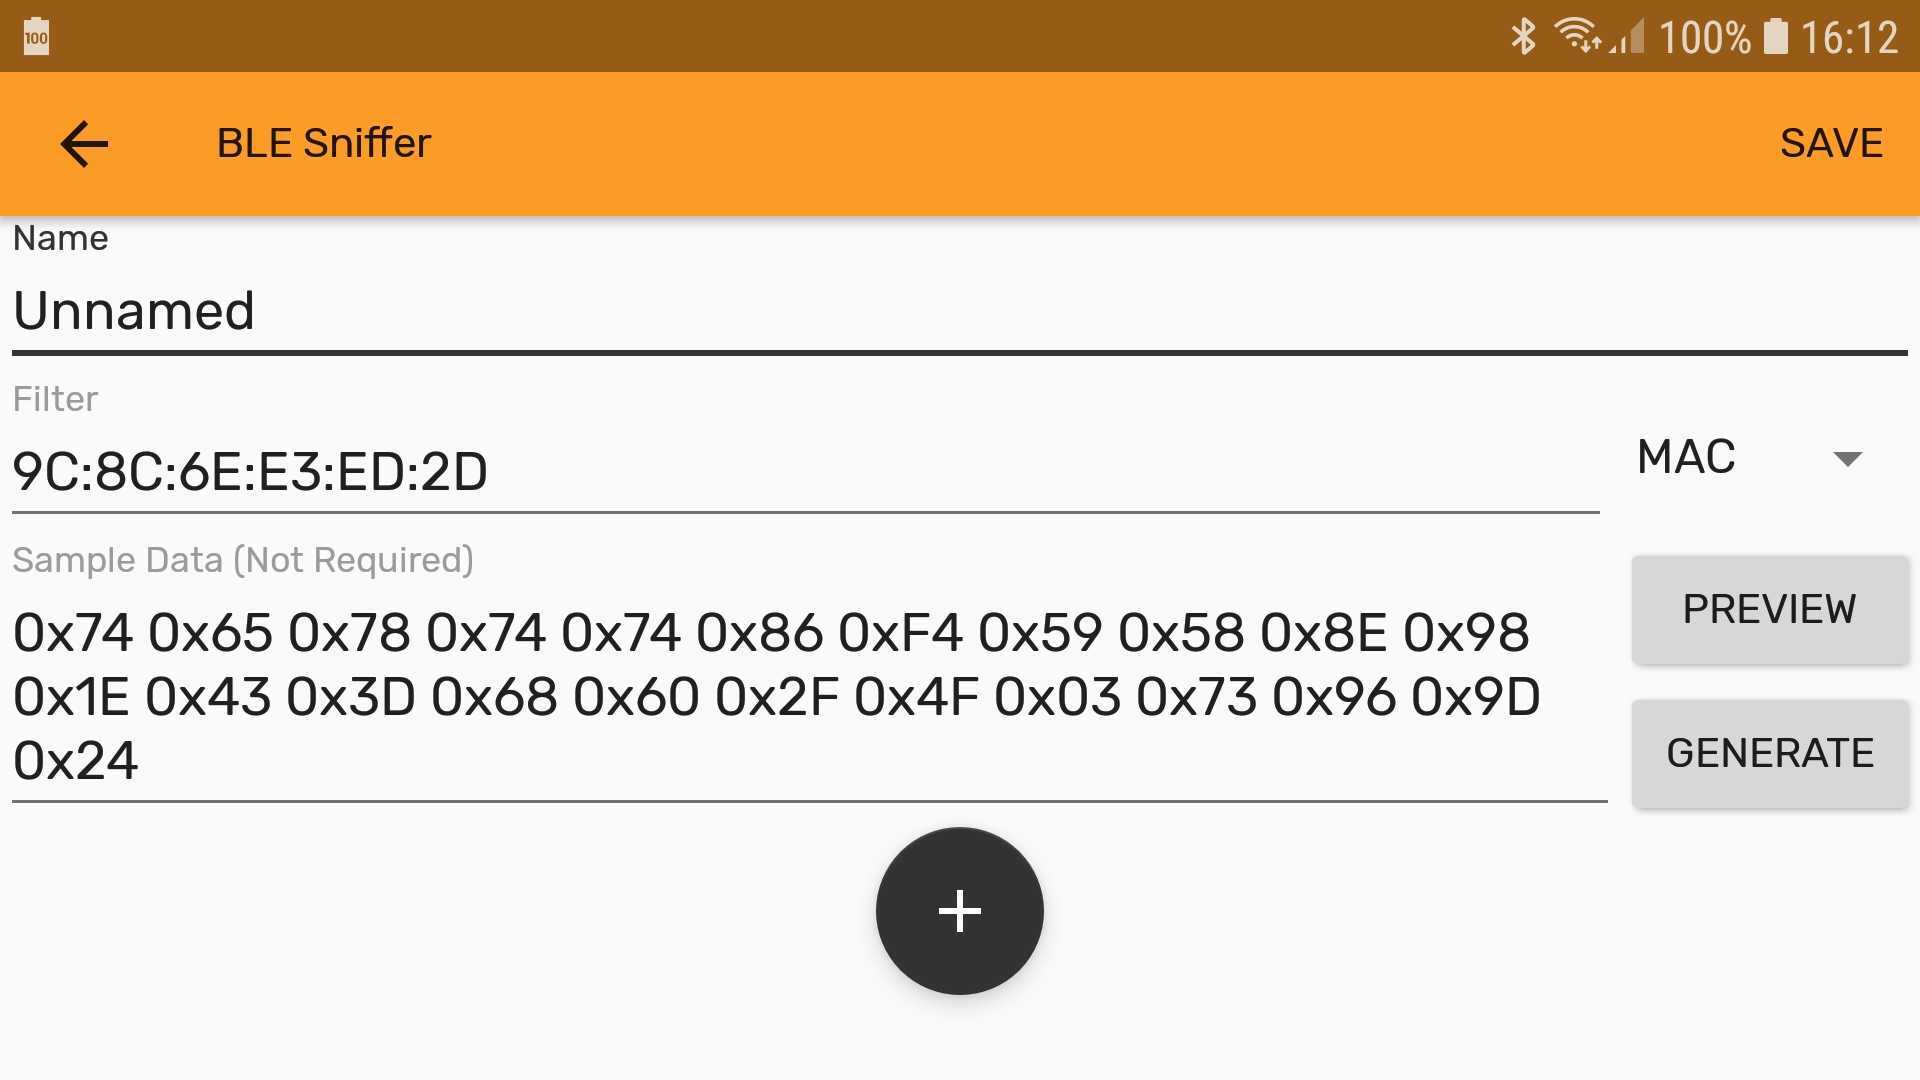 100 100% 16:12
BLE Sniffer SAVE
Name
Unnamed
Filter
9C:8C:6E:E3:ED:2D MAC
Sample Data (Not Required)
0x74 0x65 0x78 0x74 0x74 0x86 0xF4 0x59 0x58 0x8E 0x98
0x1E 0x43 0x3D 0x68 0x60 0x2F 0x4F 0x03 0x73 0x96 0x9D
0x24
PREVIEW
GENERATE